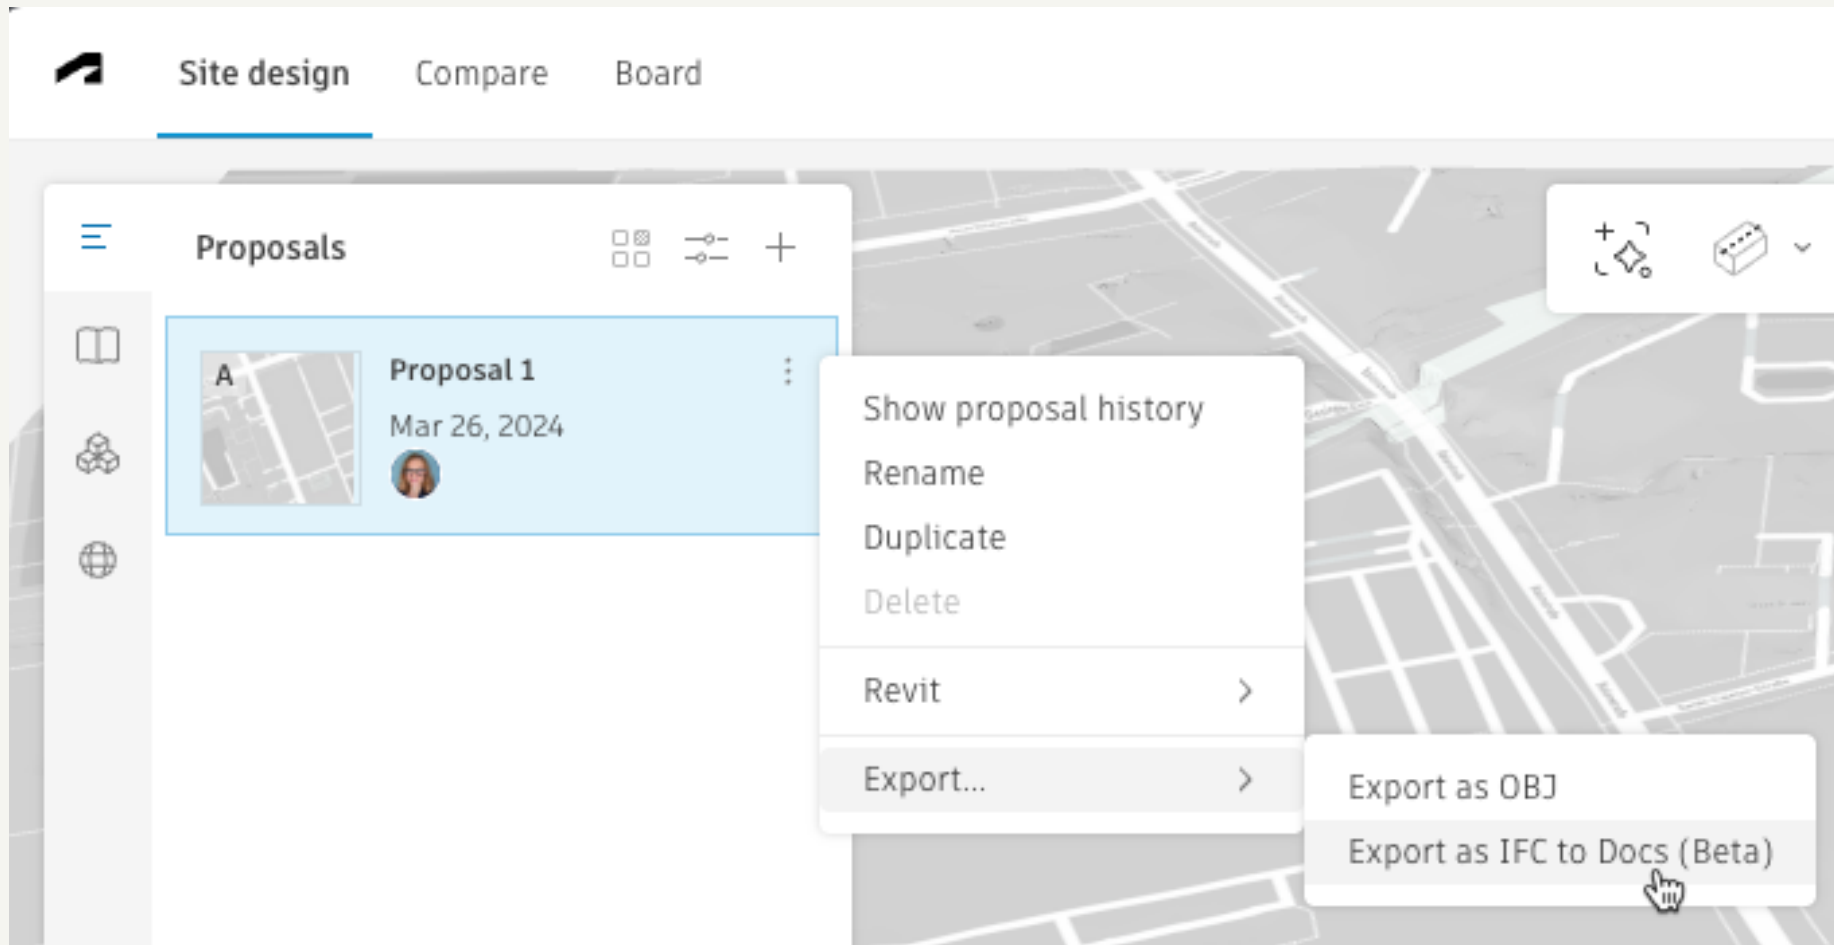 Site design
Compare
Board
Proposals
A
Proposal 1
Mar 26, 2024
Show proposal history
Rename
Duplicate
Delete
Revit
Export...
Export as OBJ
Export as IFC to Docs (Beta)